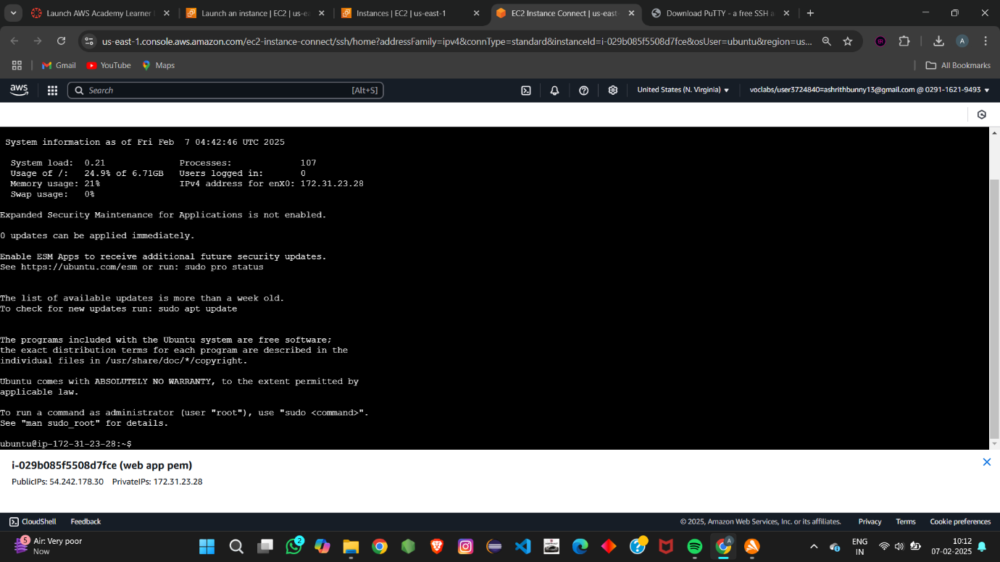 Launch AWS Academy Learner
Launch an instance | EC2 | us-ea
Instances | EC2 | us-east-1
EC2 Instance Connect | us-east-
Download PuTTY - a free SSH a
us-east-1.console.aws.amazon.com/ec2-instance-connect/ssh/home?addressFamily=ipv4&connType=standard&instanceId=i-029b085f5508d7fce&osUser=ubuntu&region=us...
A
Gmail
YouTube
Maps
All Bookmarks
aws
Search
[Alt+S]
United States (N. Virginia)
voclabs/user3724840=ashrithbunny13@gmail.com @ 0291-1621-9493
System information as of Fri Feb  7 04:42:46 UTC 2025
System load:  0.21               Processes:             107
Usage of /:   24.9% of 6.71GB   Users logged in:       0
Memory usage: 21%               IPv4 address for enX0: 172.31.23.28
Swap usage:   0%
Expanded Security Maintenance for Applications is not enabled.
0 updates can be applied immediately.
Enable ESM Apps to receive additional future security updates.
See https://ubuntu.com/esm or run: sudo pro status
The list of available updates is more than a week old.
To check for new updates run: sudo apt update
The programs included with the Ubuntu system are free software;
the exact distribution terms for each program are described in the
individual files in /usr/share/doc/*/copyright.
Ubuntu comes with ABSOLUTELY NO WARRANTY, to the extent permitted by
applicable law.
To run a command as administrator (user "root"), use "sudo <command>".
See "man sudo_root" for details.
ubuntu@ip-172-31-23-28:~$
i-029b085f5508d7fce (web app pem)
PublicIPs: 54.242.178.30 PrivateIPs: 172.31.23.28
CloudShell
Feedback
© 2025, Amazon Web Services, Inc. or its affiliates.
Privacy
Terms
Cookie preferences
5
Air: Very poor
Now
2
A
ENG
IN
10:12
07-02-2025